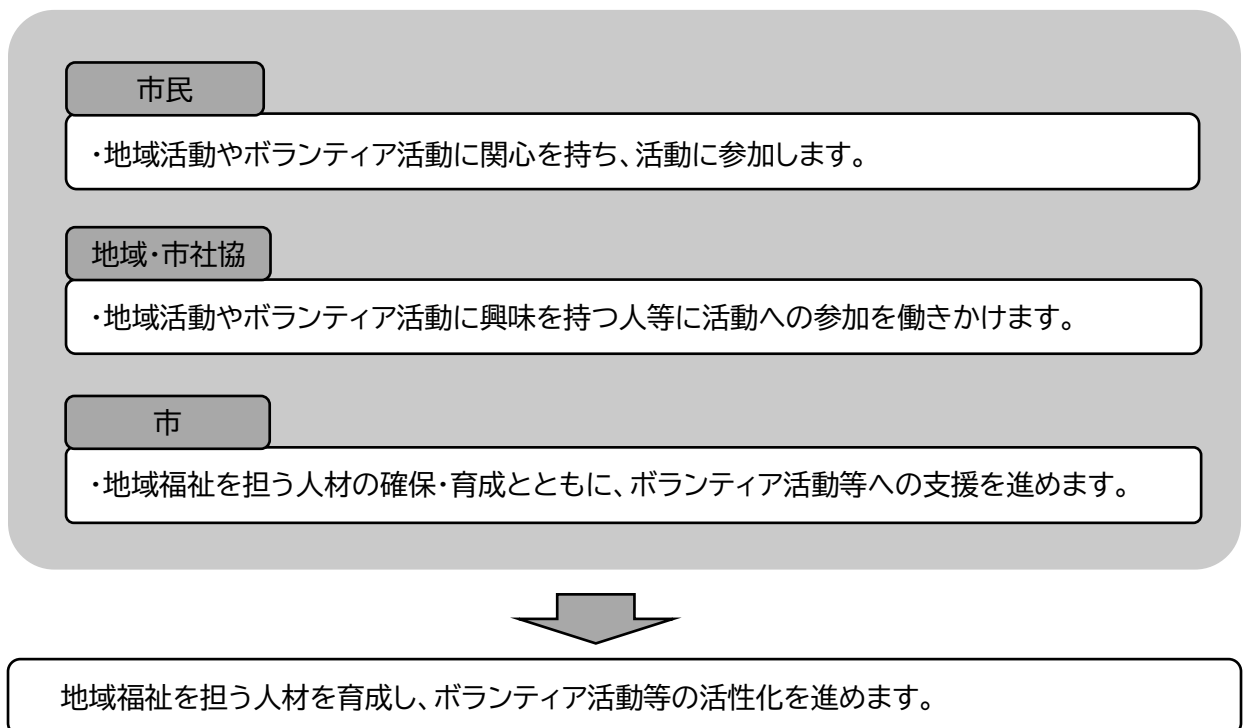 市民
・地域活動やボランティア活動に関心を持ち、活動に参加します。
地域・市社協
・地域活動やボランティア活動に興味を持つ人等に活動への参加を働きかけます。
市
・地域福祉を担う人材の確保・育成とともに、ボランティア活動等への支援を進めます。
地域福祉を担う人材を育成し、ボランティア活動等の活性化を進めます。